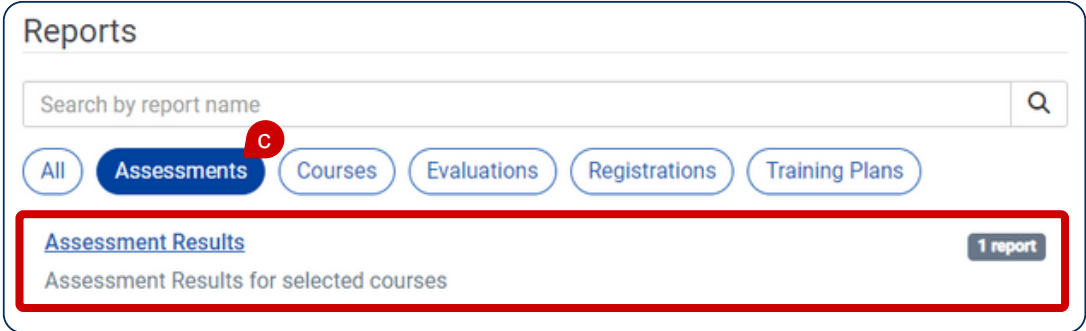 Reports
Search by report name
C
All Assessments Courses Evaluations Registrations Training Plans
Assessment Results 1 report
Assessment Results for selected courses